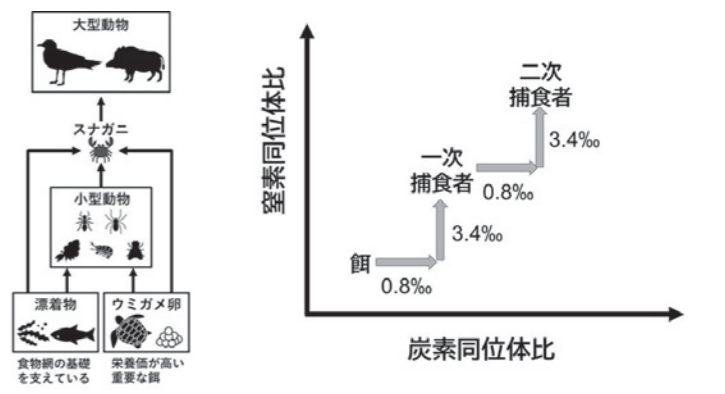 大型動物
スナガニ
小型動物
漂着物
ウミガメ卵
食物網の基礎
を支えている
栄養価が高い
重要な餌
窒素同位体比
二次
捕食者
3.4‰
一次
捕食者
0.8‰
3.4‰
餌
0.8‰
炭素同位体比